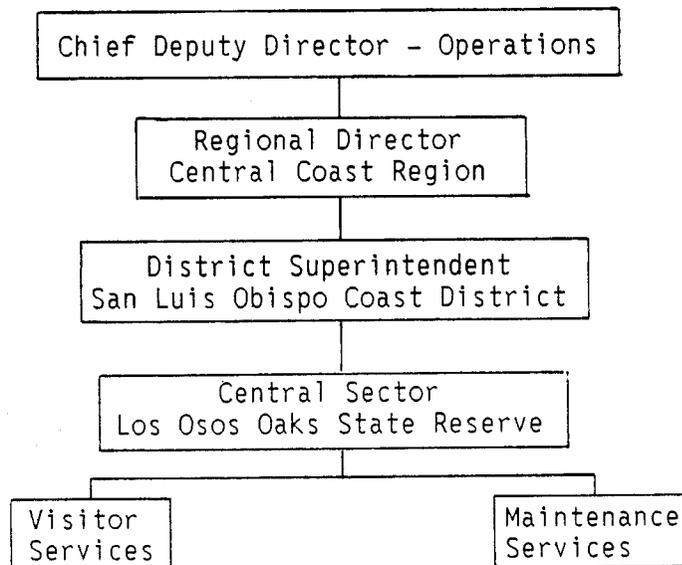 Chief Deputy Director – Operations
Regional Director
Central Coast Region
District Superintendent
San Luis Obispo Coast District
Central Sector
Los Osos Oaks State Reserve
Visitor
Services
Maintenance
Services